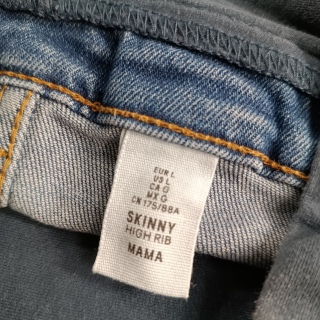 EUR L
US L
CA G
MX G
CN 175/88A
SKINNY
HIGH RIB
MAMA